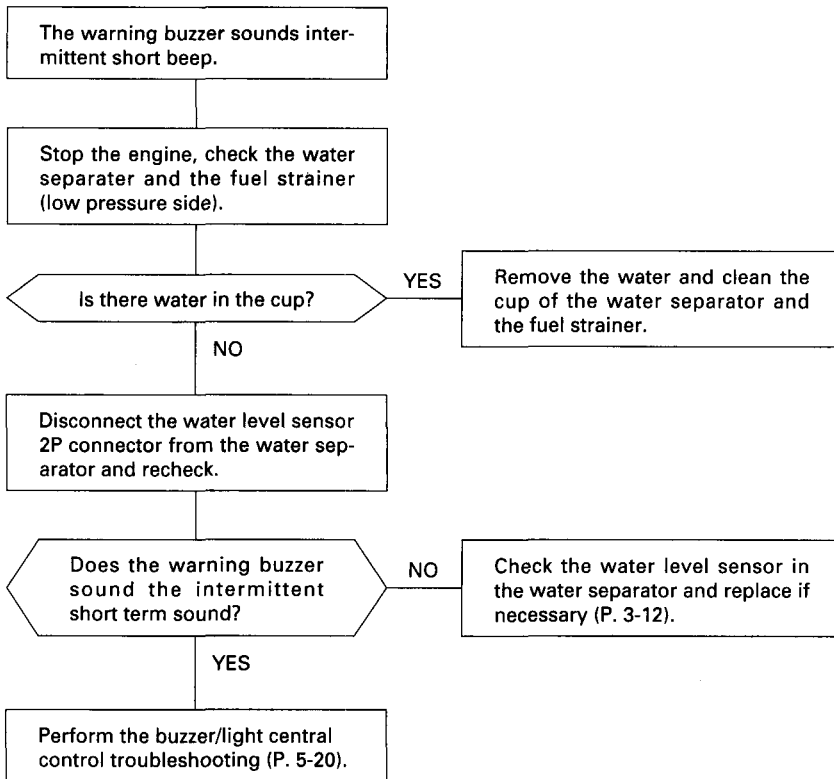 The warning buzzer sounds inter-
mittent short beep.
Stop the engine, check the water
separater and the fuel strainer
(low pressure side).
Is there water in the cup?
YES
Remove the water and clean the
cup of the water separator and
the fuel strainer.
NO
Disconnect the water level sensor
2P connector from the water sep-
arator and recheck.
Does the warning buzzer
sound the intermittent
short term sound?
NO
Check the water level sensor in
the water separator and replace if
necessary (P. 3-12).
YES
Perform the buzzer/light central
control troubleshooting (P. 5-20).